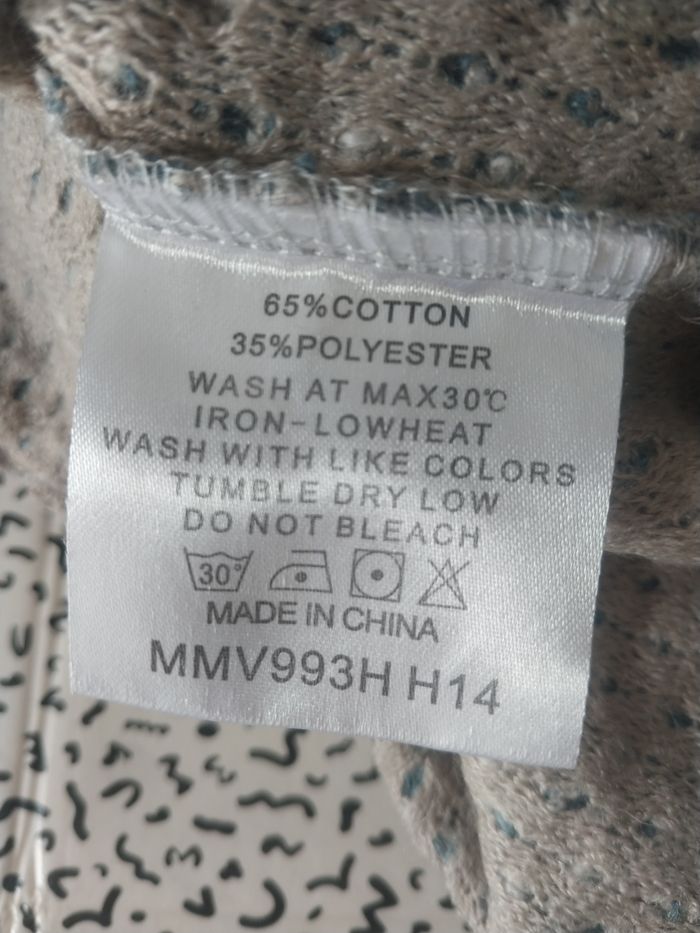 65%COTTON
35%POLYESTER
WASH AT MAX30℃
IRON-LOWHEAT
WASH WITH LIKE COLORS
TUMBLE DRY LOW
DO NOT BLEACH
30°
MADE IN CHINA
MMV993H H14